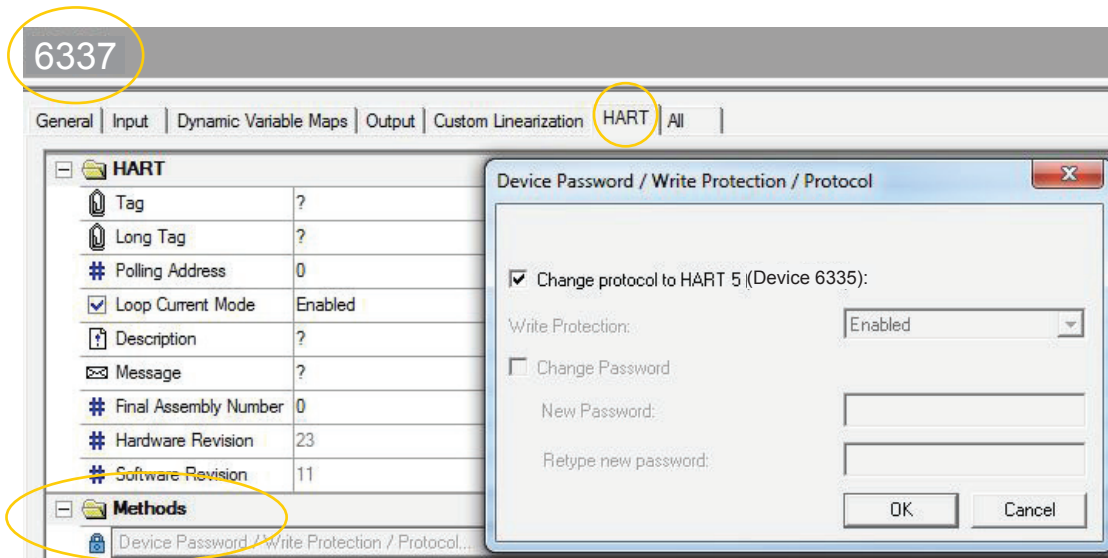 6337
General Input Dynamic Variable Maps Output Custom Linearization HART All
HART
Tag ?
Long Tag ?
Polling Address 0
Loop Current Mode Enabled
Description ?
Message ?
Final Assembly Number 0
Hardware Revision 23
Software Revision 11
Methods
Device Password / Write Protection / Protocol...
Device Password / Write Protection / Protocol
Change protocol to HART 5 (Device 6335):
Write Protection: Enabled
Change Password
New Password:
Retype new password:
OK Cancel